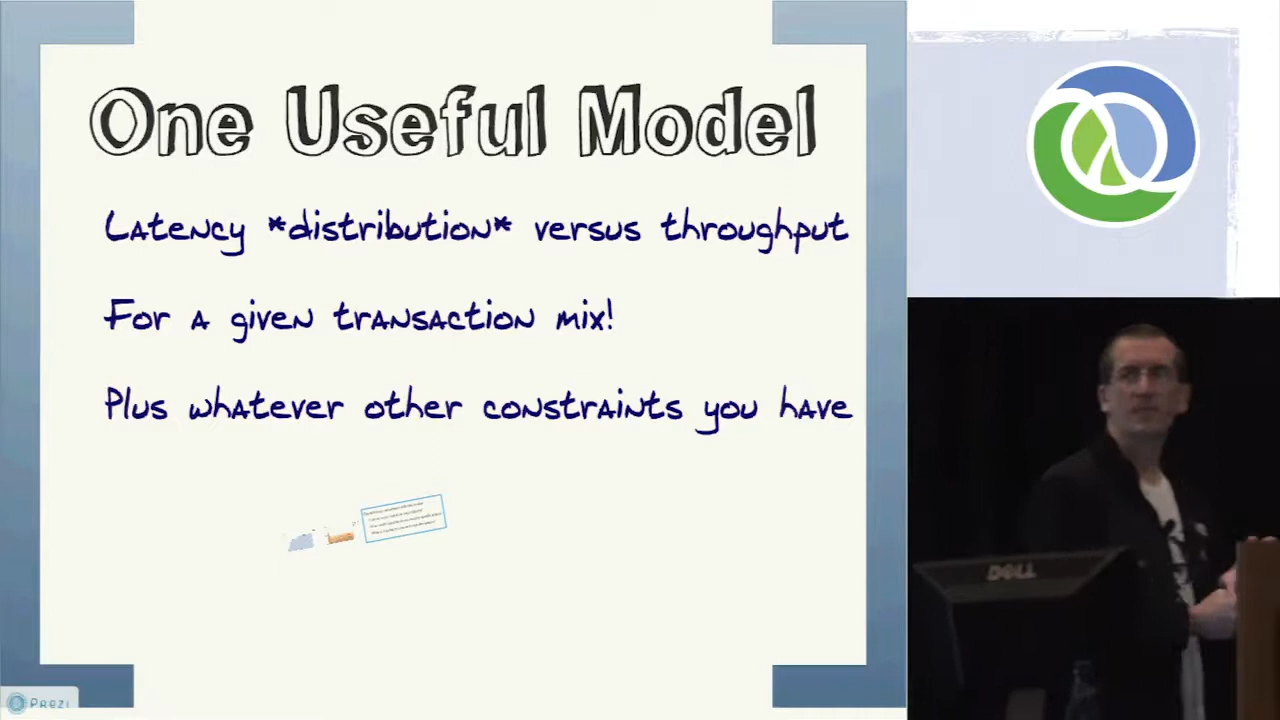 One Useful Model
Latency *distribution* versus throughput
For a given transaction mix!
Plus whatever other constraints you have
Prezi
DELL